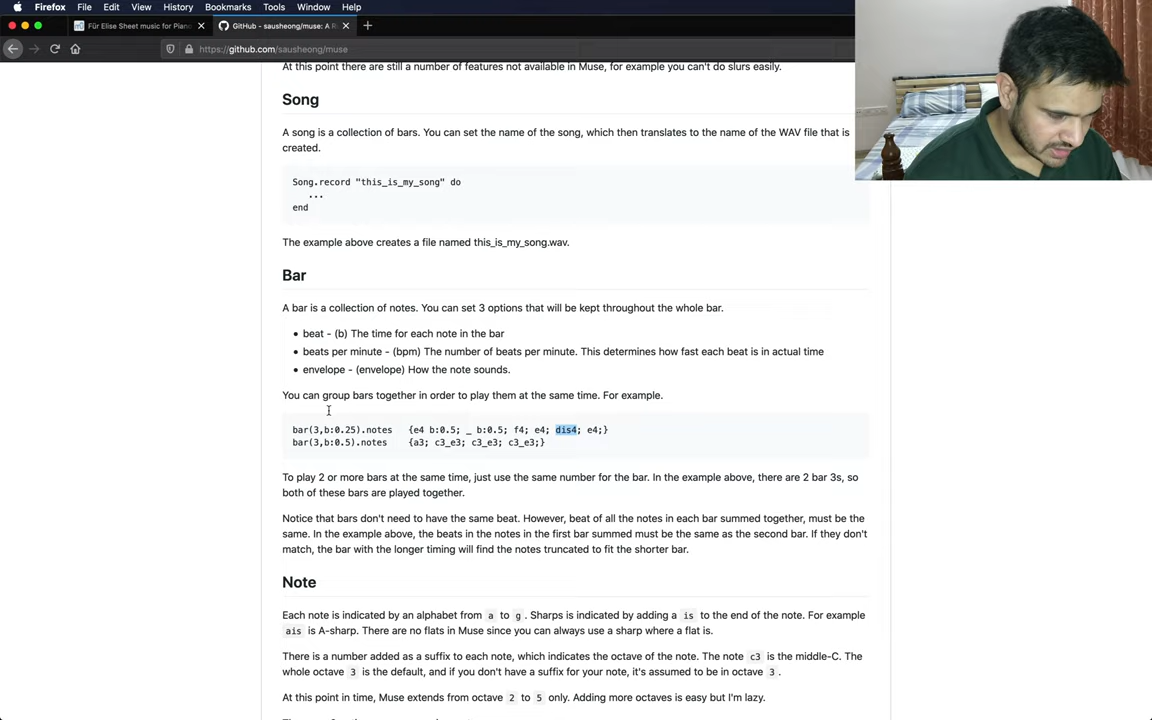 Firefox File Edit View History Bookmarks Tools Window Help
Für Elise Sheet music for Piano
GitHub - sausheong/muse: A R
https://github.com/sausheong/muse
At this point there are still a number of features not available in Muse, for example you can't do slurs easily.
Song
A song is a collection of bars. You can set the name of the song, which then translates to the name of the WAV file that is
created.
Song.record "this_is_my_song" do
...
end
The example above creates a file named this_is_my_song.wav.
Bar
A bar is a collection of notes. You can set 3 options that will be kept throughout the whole bar.
• beat - (b) The time for each note in the bar
• beats per minute - (bpm) The number of beats per minute. This determines how fast each beat is in actual time
• envelope - (envelope) How the note sounds.
You can group bars together in order to play them at the same time. For example.
bar(3,b:0.25).notes {e4 b:0.5; _ b:0.5; f4; e4; dis4; e4;}
bar(3,b:0.5).notes {a3; c3_e3; c3_e3; c3_e3;}
To play 2 or more bars at the same time, just use the same number for the bar. In the example above, there are 2 bar 3s, so
both of these bars are played together.
Notice that bars don't need to have the same beat. However, beat of all the notes in each bar summed together, must be the
same. In the example above, the beats in the notes in the first bar summed must be the same as the second bar. If they don't
match, the bar with the longer timing will find the notes truncated to fit the shorter bar.
Note
Each note is indicated by an alphabet from a to g . Sharps is indicated by adding a is to the end of the note. For example
ais is A-sharp. There are no flats in Muse since you can always use a sharp where a flat is.
There is a number added as a suffix to each note, which indicates the octave of the note. The note c3 is the middle-C. The
whole octave 3 is the default, and if you don't have a suffix for your note, it's assumed to be in octave 3 .
At this point in time, Muse extends from octave 2 to 5 only. Adding more octaves is easy but I'm lazy.